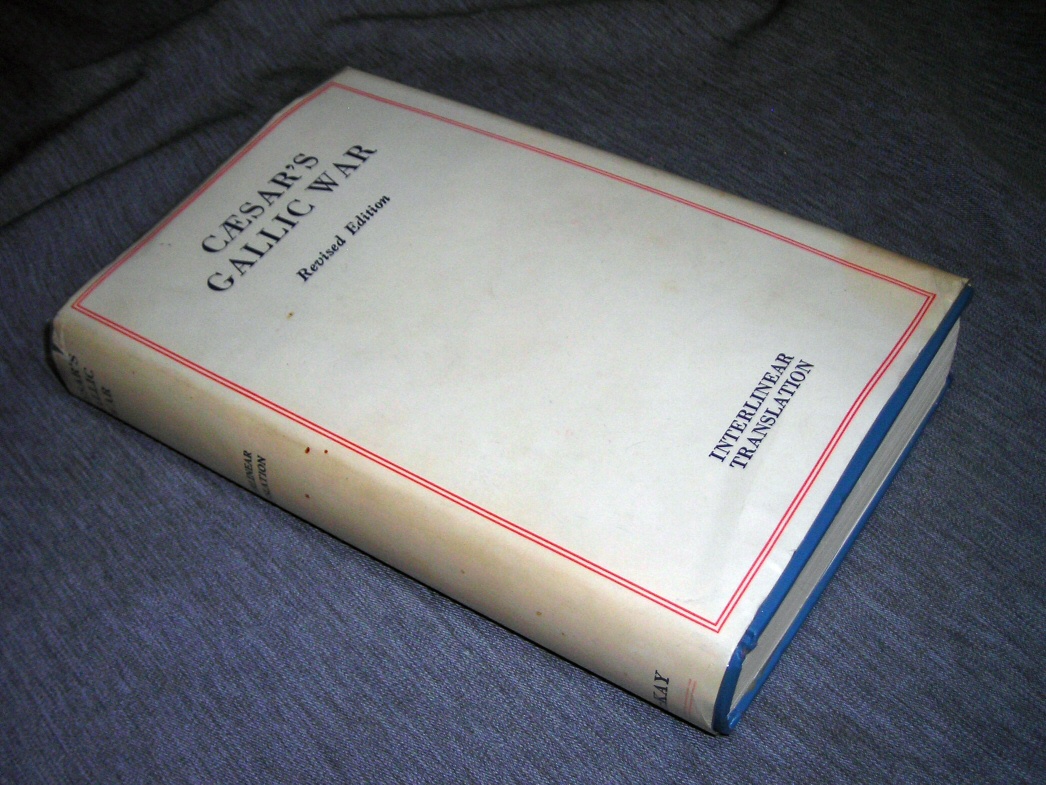 CÆSAR'S
GALLIC WAR
Revised Edition
INTERLINEAR
TRANSLATION